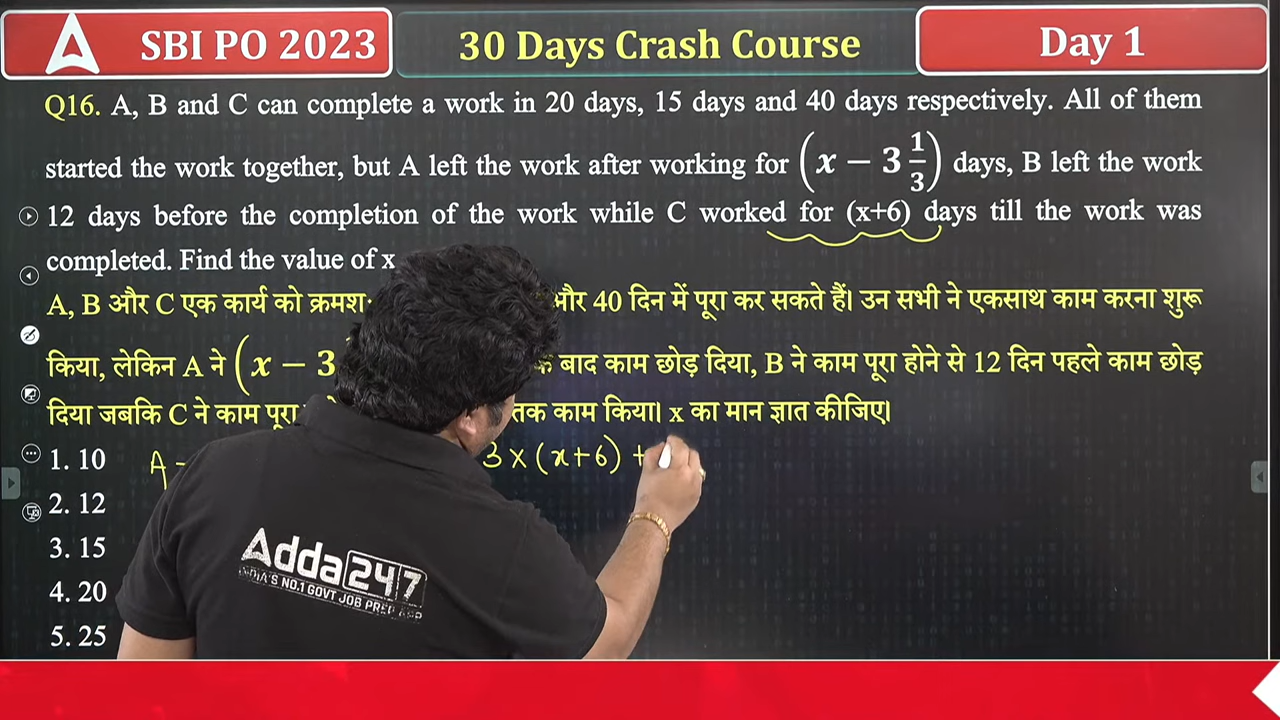 SBI PO 2023
30 Days Crash Course
Day 1
Q16. A, B and C can complete a work in 20 days, 15 days and 40 days respectively. All of them
started the work together, but A left the work after working for (x − 3 1/3) days, B left the work
12 days before the completion of the work while C worked for (x+6) days till the work was
completed. Find the value of x
A, B और C एक कार्य को क्रमश: और 40 दिन में पूरा कर सकते हैं। उन सभी ने एकसाथ काम करना शुरू
किया, लेकिन A ने (x − 3 के बाद काम छोड़ दिया, B ने काम पूरा होने से 12 दिन पहले काम छोड़
दिया जबकि C ने काम पूरा तक काम किया। x का मान ज्ञात कीजिए।
1. 10
A − 3 × (x+6) +
2. 12
3. 15
4. 20
5. 25
Adda 247
INDIA'S NO.1 GOVT JOB PREP APP